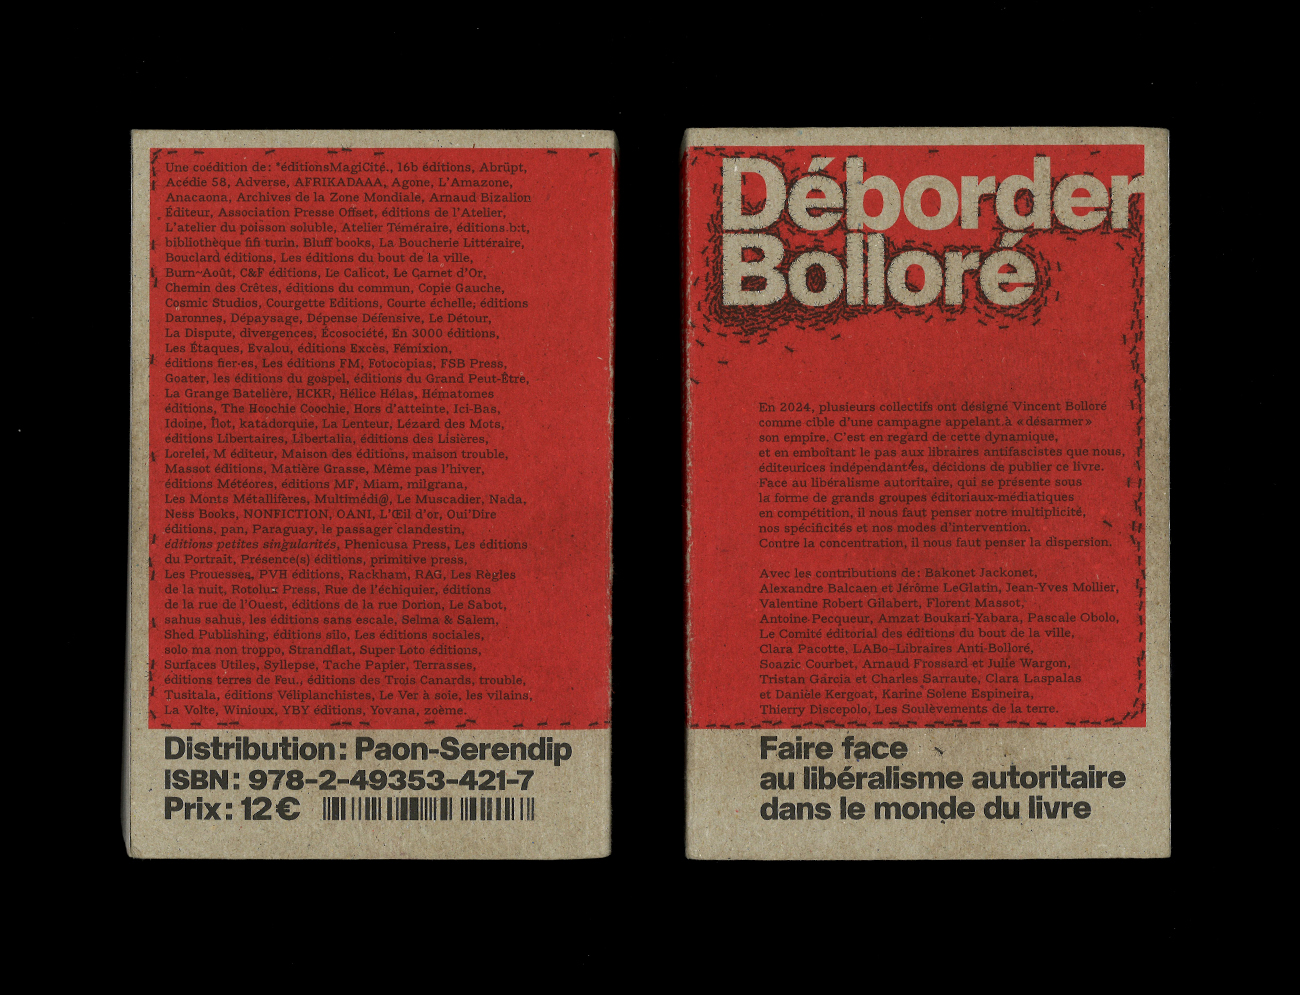 Une coédition de: °éditionsMagiCité., 16b éditions, Abrüpt,
Acédie 58, Adverse, AFRIKADAAA, Agone, L'Amazone,
Anacaona, Archives de la Zone Mondiale, Arnaud Bizalion
Éditeur, Association Presse Offset, éditions de l'Atelier,
L'atelier du poisson soluble, Atelier Téméraire, éditions.b:t,
bibliothèque fifi turin. Bluff books, La Boucherie Littéraire,
Bouclard éditions, Les éditions du bout de la ville,
Burn~Août, C&F éditions, Le Calicot, Le Carnet d'Or,
Chemin des Crêtes, éditions du commun, Copie Gauche,
Cosmic Studios, Courgette Editions, Courte échelle; éditions
Daronnes, Dépaysage, Dépense Défensive, Le Détour,
La Dispute, divergences, Écosociété, En 3000 éditions,
Les Étaques, Evalou, éditions Excès, Fémixion,
éditions fier·es, Les éditions FM, Fotocopias, FSB Press,
Goater, les éditions du gospel, éditions du Grand Peut-Être,
La Grange Batelière, HCKR, Hélice Hélas, Hématomes
éditions, The Hoochie Coochie, Hors d'atteinte, Ici-Bas,
Idoine, Îlot, katadorquie, La Lenteur, Lézard des Mots,
éditions Libertaires, Libertalia, éditions des Lisières,
Lorelei, M éditeur, Maison des éditions, maison trouble,
Massot éditions, Matière Grasse, Même pas l'hiver,
éditions Météores, éditions MF, Miam, milgrana,
Les Monts Métallifères, Multimédi@, Le Muscadier, Nada,
Ness Books, NONFICTION, OANI, L'Œil d'or, Oui'Dire
éditions, pan, Paraguay, le passager clandestin,
éditions petites singularités, Phenicusa Press, Les éditions
du Portrait, Présence(s) éditions, primitive press,
Les Prouesses, PVH éditions, Rackham, RAG, Les Règles
de la nuit, Rotolux Press, Rue de l'échiquier, éditions
de la rue de l'Ouest, éditions de la rue Dorion, Le Sabot,
sahus sahus, les éditions sans escale, Selma & Salem,
Shed Publishing, éditions sïlo, Les éditions sociales,
solo ma non troppo, Strandflat, Super Loto éditions,
Surfaces Utiles, Syllepse, Tache Papier, Terrasses,
éditions terres de Feu., éditions des Trois Canards, trouble,
Tusitala, éditions Véliplanchistes, Le Ver à soie, les vilains,
La Volte, Winioux, YBY éditions, Yovana, zoème.
Distribution: Paon-Serendip
ISBN: 978-2-49353-421-7
Prix: 12€
Déborder
Bolloré
En 2024, plusieurs collectifs ont désigné Vincent Bolloré
comme cible d'une campagne appelant à «désarmer»
son empire. C'est en regard de cette dynamique,
et en emboîtant le pas aux libraires antifascistes que nous,
éditeurices indépendant·es, décidons de publier ce livre.
Face au libéralisme autoritaire, qui se présente sous
la forme de grands groupes éditoriaux-médiatiques
en compétition, il nous faut penser notre multiplicité,
nos spécificités et nos modes d'intervention.
Contre la concentration, il nous faut penser la dispersion.
Avec les contributions de: Bakonet Jackonet,
Alexandre Balcaen et Jérôme LeGlatin, Jean-Yves Mollier,
Valentine Robert Gilabert, Florent Massot,
Antoine Pecqueur, Amzat Boukari-Yabara, Pascale Obolo,
Le Comité éditorial des éditions du bout de la ville,
Clara Pacotte, LABo–Libraires Anti-Bolloré,
Soazic Courbet, Arnaud Frossard et Julie Wargon,
Tristan Garcia et Charles Sarraute, Clara Laspalas
et Danièle Kergoat, Karine Solene Espineira,
Thierry Discepolo, Les Soulèvements de la terre.
Faire face
au libéralisme autoritaire
dans le monde du livre